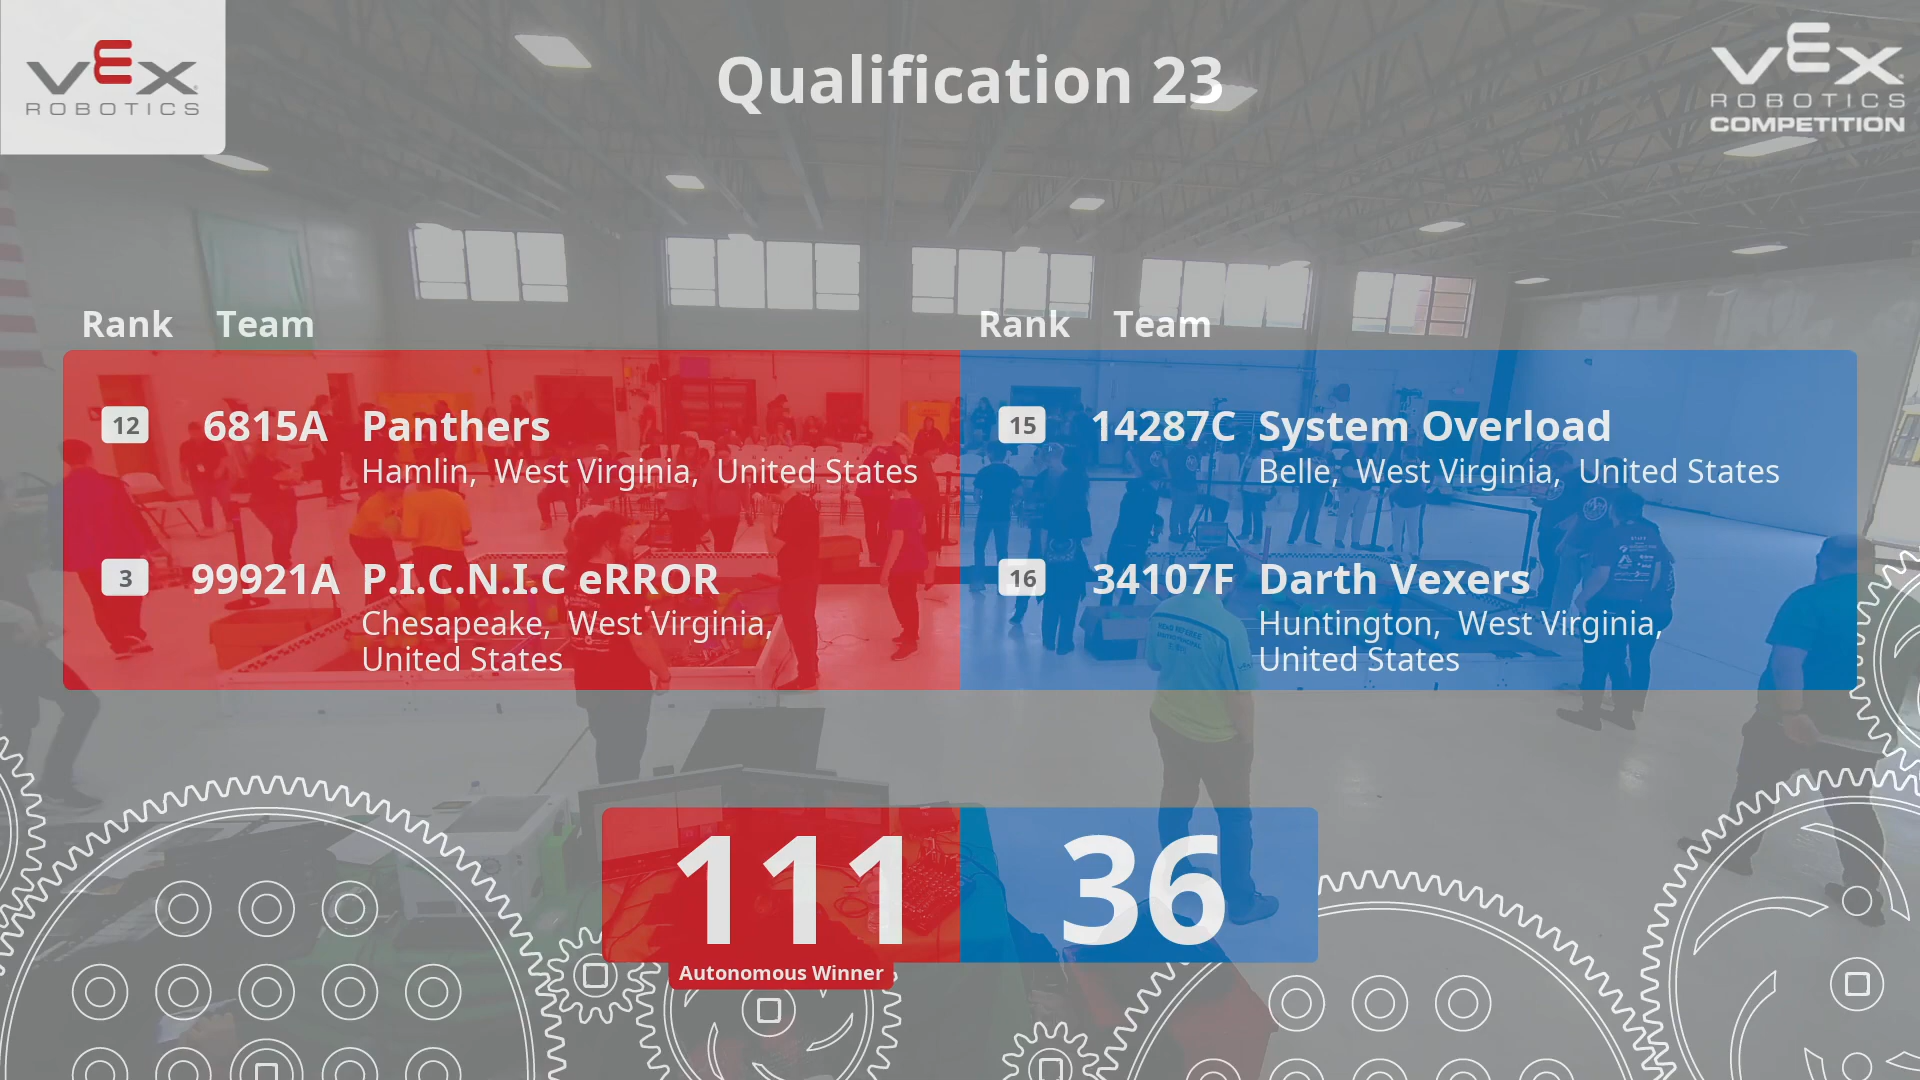 VEX
ROBOTICS
Qualification 23
VEX
ROBOTICS
COMPETITION
Rank Team
Rank Team
12 6815A Panthers
Hamlin, West Virginia, United States
3 99921A P.I.C.N.I.C eRROR
Chesapeake, West Virginia,
United States
15 14287C System Overload
Belle, West Virginia, United States
16 34107F Darth Vexers
Huntington, West Virginia,
United States
111
36
Autonomous Winner